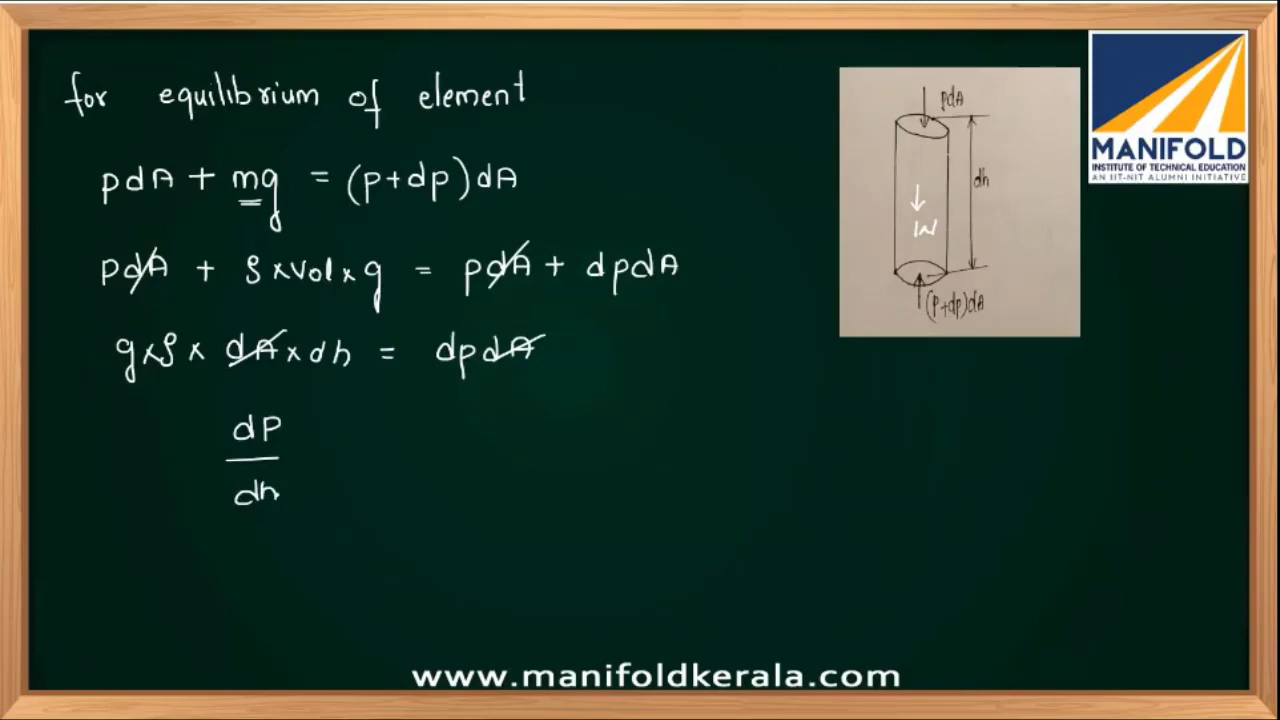 for equilibrium of element
pdA + mg = (p+dp)dA
pdA + ρ×vol×g = pdA + dpdA
g×ρ× dA×dh = dpdA
dP
dh
pdA
dh
W
(P+dp)dA
MANIFOLD
INSTITUTE OF TECHNICAL EDUCATION
AN IIT-NIT ALUMNI INITIATIVE
www.manifoldkerala.com